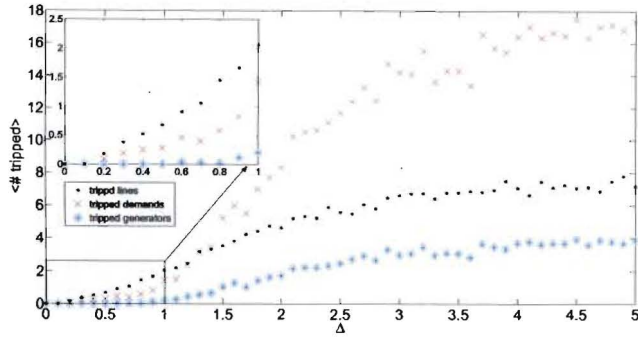 18
16
14
12
10
8
6
4
2
0
<# tripped>
2.5
2
1.5
1
0.5
0
0 0.2 0.4 0.6 0.8 1
trippd lines
tripped demands
tripped generators
0 0.5 1 1.5 2 2.5 3 3.5 4 4.5 5
Δ